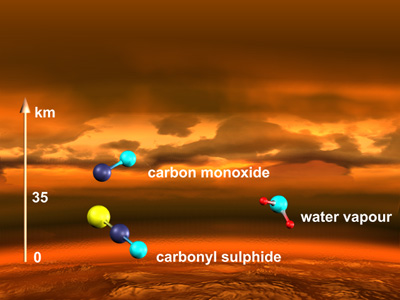 km
carbon monoxide
35
water vapour
carbonyl sulphide
0